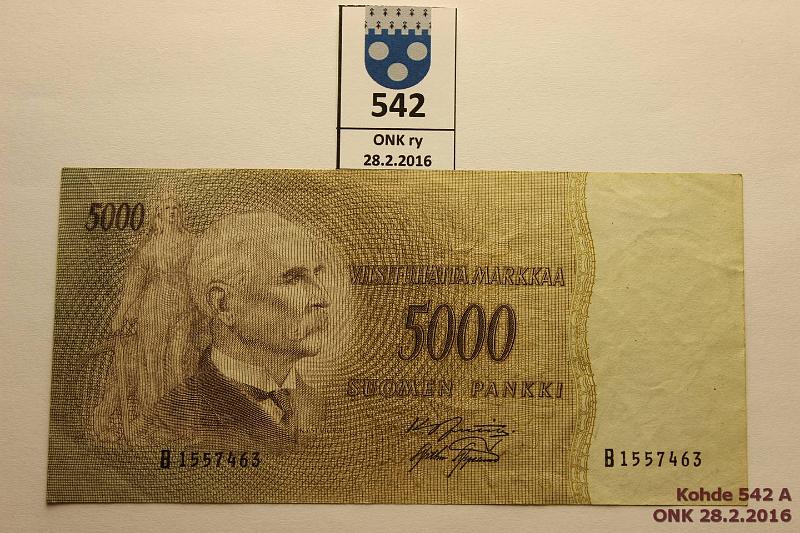 542
ONK ry
28.2.2016
5000
VIISITUHATTA MARKKAA
5000
SUOMEN PANKKI
B 1557463
B 1557463
Kohde 542 A
ONK 28.2.2016